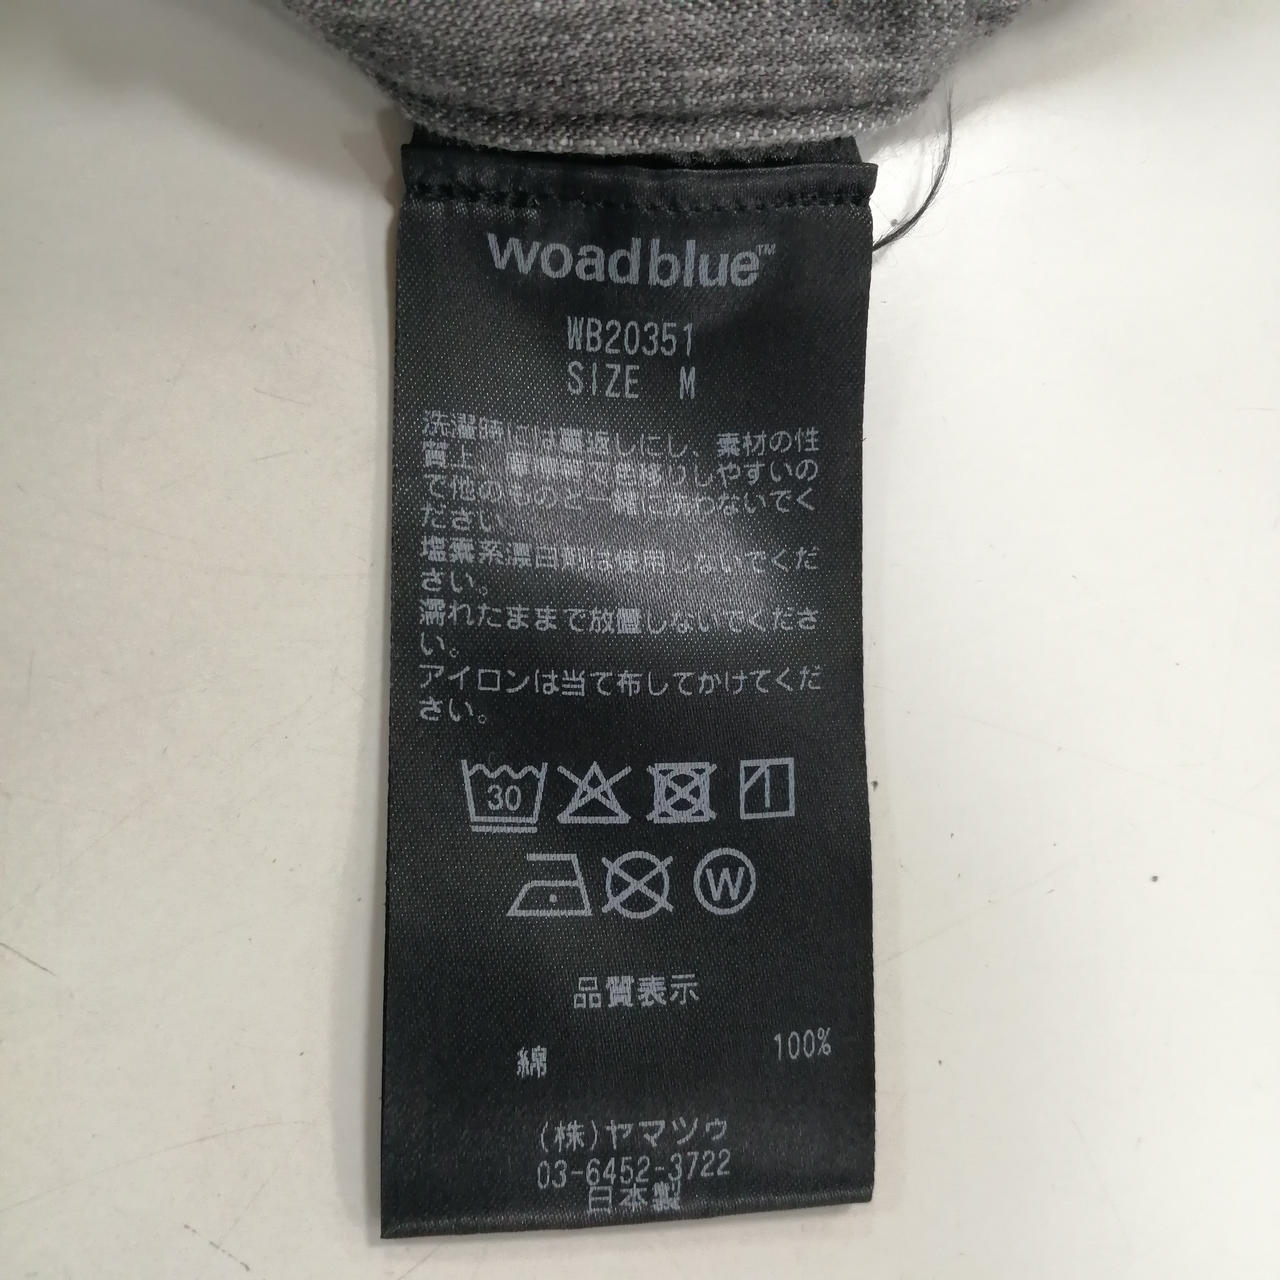 woadblue™
WB20351
SIZE M
洗濯時には裏返しにし、素材の性
質上、摩擦等で色移りしやすいの
で他のものと一緒に洗わないでく
ださい
塩素系漂白剤は使用しないでくだ
さい。
濡れたままで放置しないでくださ
い。
アイロンは当て布してかけてくだ
さい。
30
W
品質表示
綿 100%
(株)ヤマツゥ
03-6452-3722
日本製